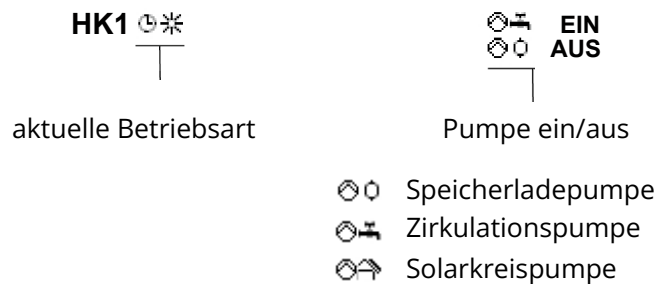 HK1
EIN
AUS
aktuelle Betriebsart
Pumpe ein/aus
Speicherladepumpe
Zirkulationspumpe
Solarkreispumpe